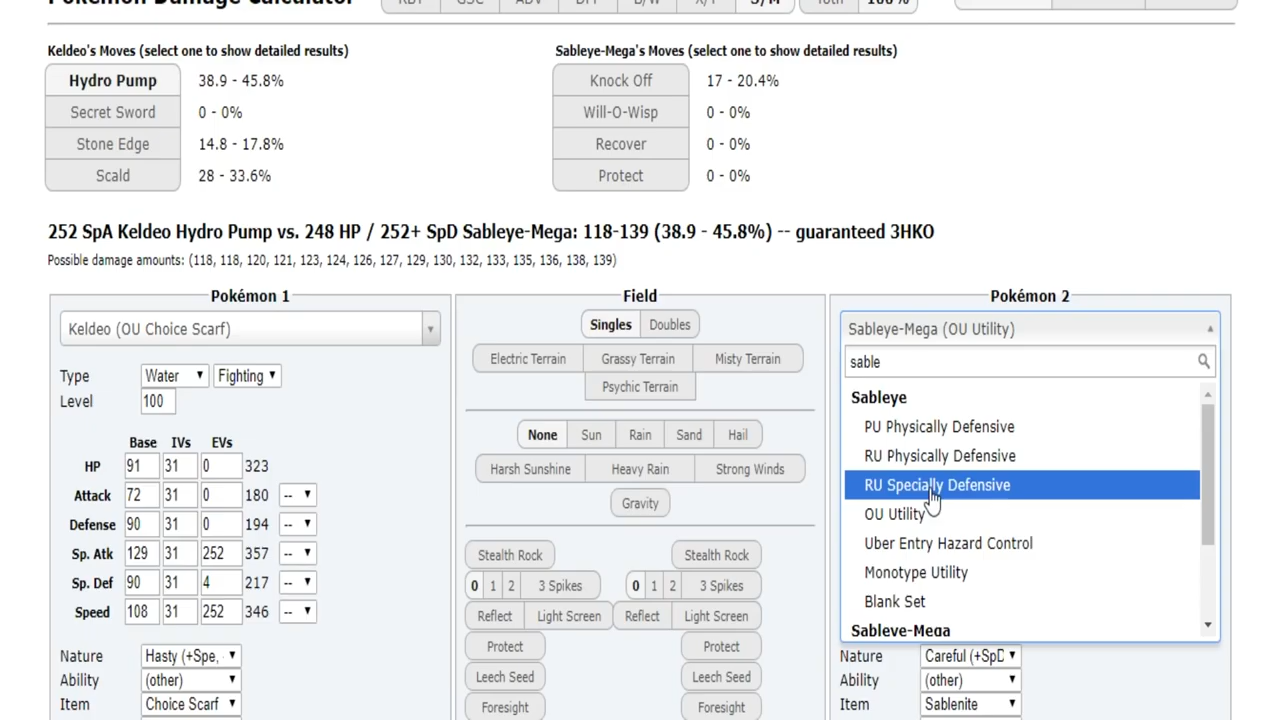 Pokémon Damage Calculator RBY GSC ADV DPP B/W X/Y S/M 100%
Keldeo's Moves (select one to show detailed results)
Hydro Pump 38.9 - 45.8%
Secret Sword 0 - 0%
Stone Edge 14.8 - 17.8%
Scald 28 - 33.6%
Sableye-Mega's Moves (select one to show detailed results)
Knock Off 17 - 20.4%
Will-O-Wisp 0 - 0%
Recover 0 - 0%
Protect 0 - 0%
252 SpA Keldeo Hydro Pump vs. 248 HP / 252+ SpD Sableye-Mega: 118-139 (38.9 - 45.8%) -- guaranteed 3HKO
Possible damage amounts: (118, 118, 120, 121, 123, 124, 126, 127, 129, 130, 132, 133, 135, 136, 138, 139)
Pokémon 1
Keldeo (OU Choice Scarf)
Type Water Fighting
Level 100
Base IVs EVs
HP 91 31 0 323
Attack 72 31 0 180 --
Defense 90 31 0 194 --
Sp. Atk 129 31 252 357 --
Sp. Def 90 31 4 217 --
Speed 108 31 252 346 --
Nature Hasty (+Spe,
Ability (other)
Item Choice Scarf
Field
Singles Doubles
Electric Terrain Grassy Terrain Misty Terrain
Psychic Terrain
None Sun Rain Sand Hail
Harsh Sunshine Heavy Rain Strong Winds
Gravity
Stealth Rock Stealth Rock
0 1 2 3 Spikes 0 1 2 3 Spikes
Reflect Light Screen Reflect Light Screen
Protect Protect
Leech Seed Leech Seed
Foresight Foresight
Pokémon 2
Sableye-Mega (OU Utility)
sable
Sableye
PU Physically Defensive
RU Physically Defensive
RU Specially Defensive
OU Utility
Uber Entry Hazard Control
Monotype Utility
Blank Set
Sableye-Mega
Nature Careful (+SpD
Ability (other)
Item Sablenite